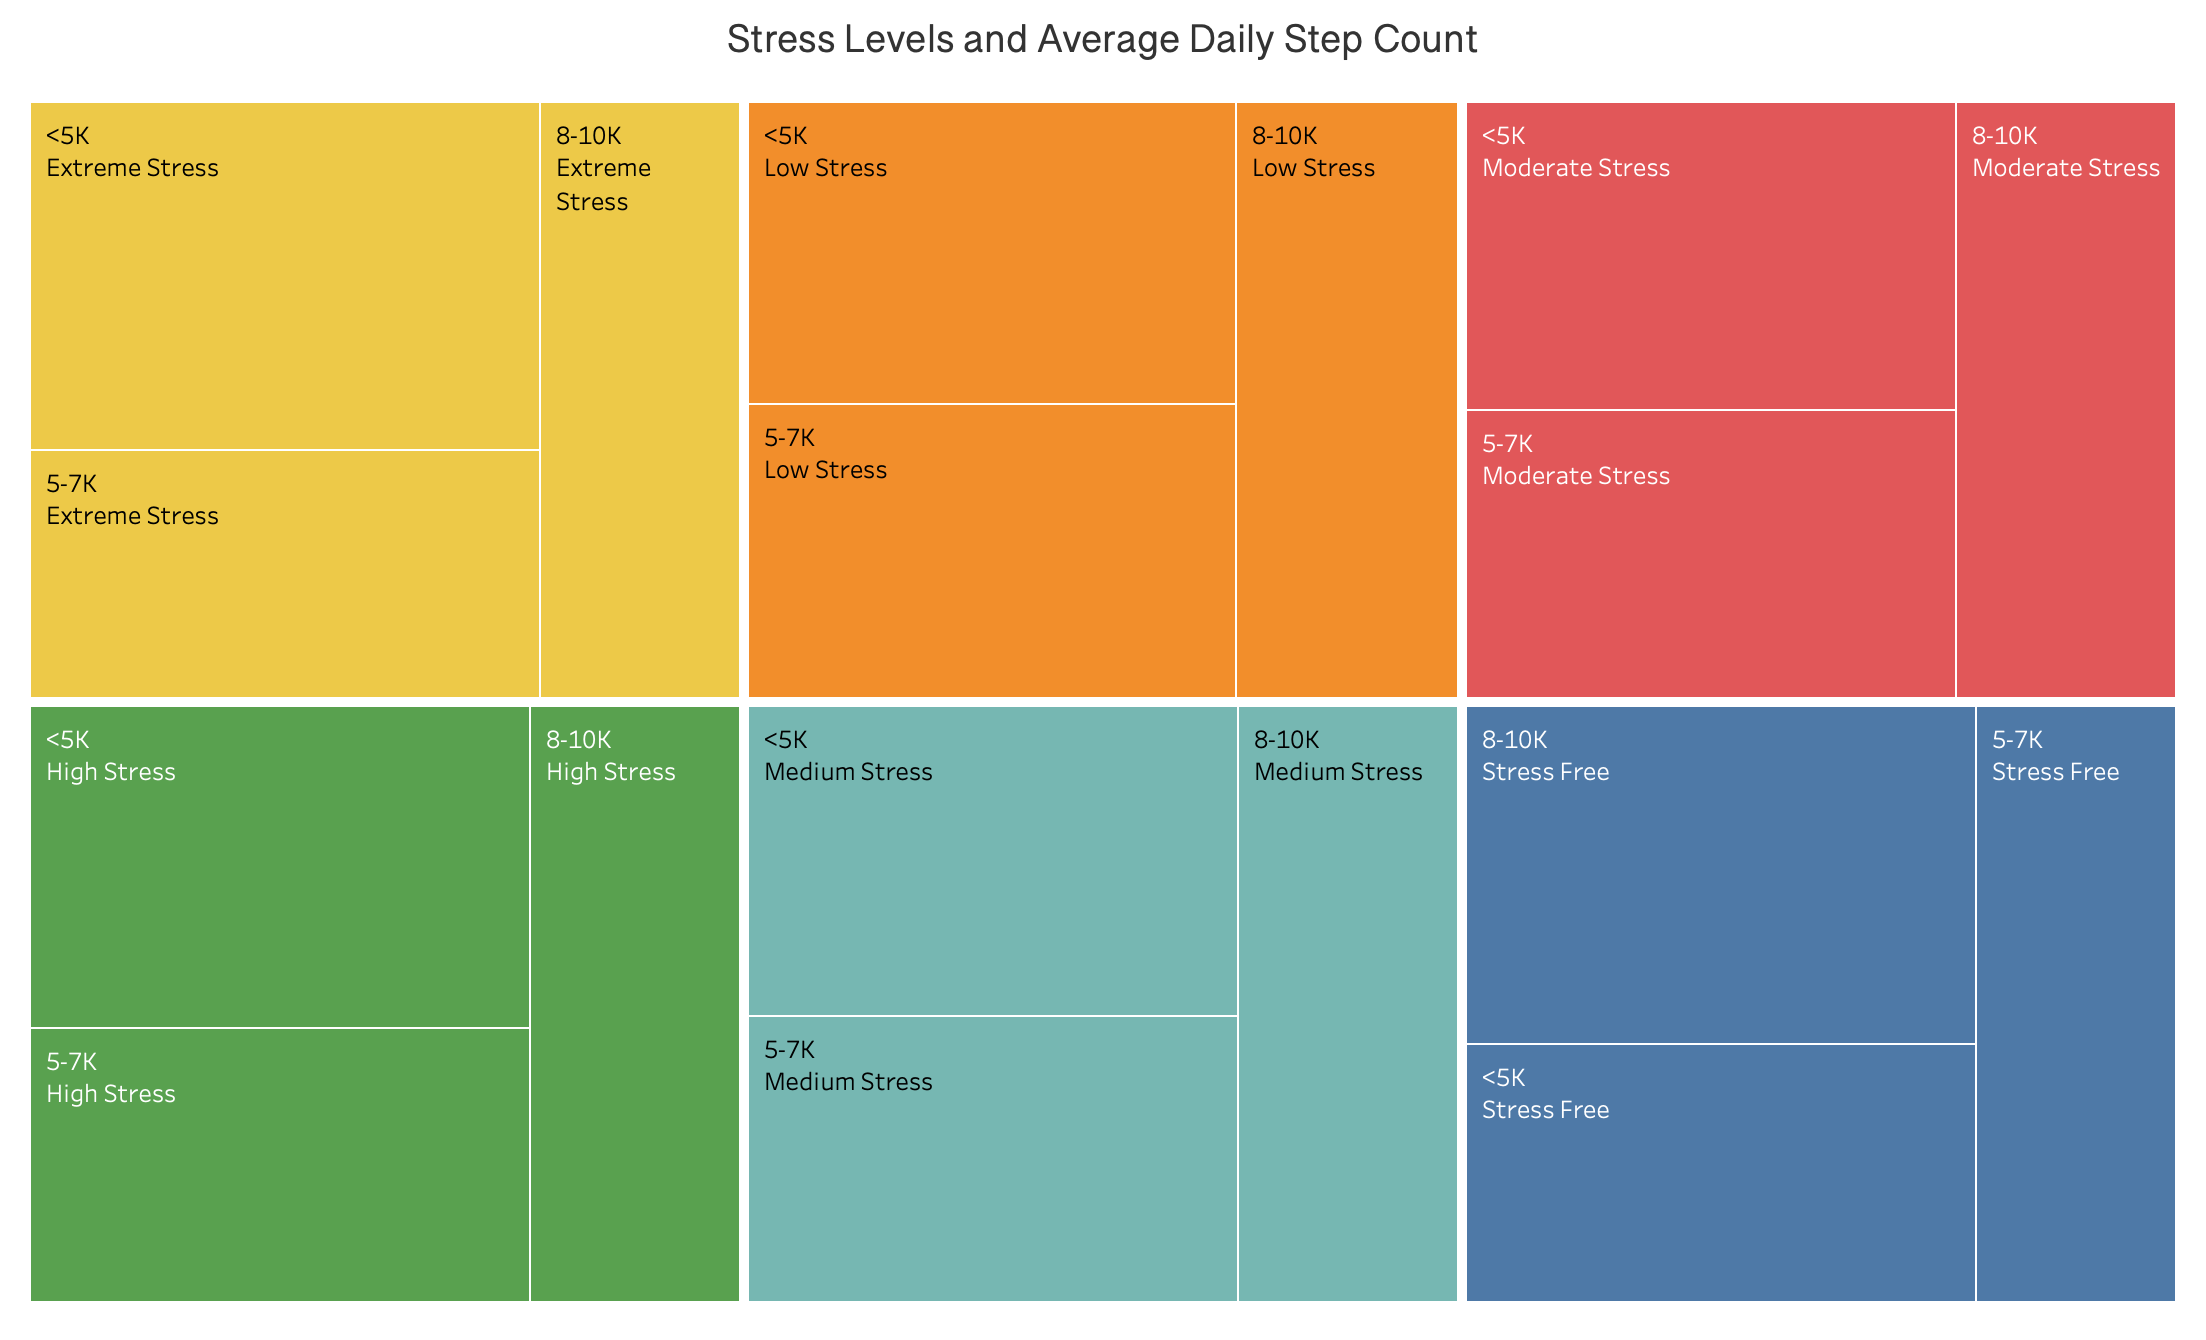 Stress Levels and Average Daily Step Count
<5K
Extreme Stress
8-10K
Extreme
Stress
5-7K
Extreme Stress
<5K
Low Stress
8-10K
Low Stress
5-7K
Low Stress
<5K
Moderate Stress
8-10K
Moderate Stress
5-7K
Moderate Stress
<5K
High Stress
8-10K
High Stress
5-7K
High Stress
<5K
Medium Stress
8-10K
Medium Stress
5-7K
Medium Stress
8-10K
Stress Free
5-7K
Stress Free
<5K
Stress Free